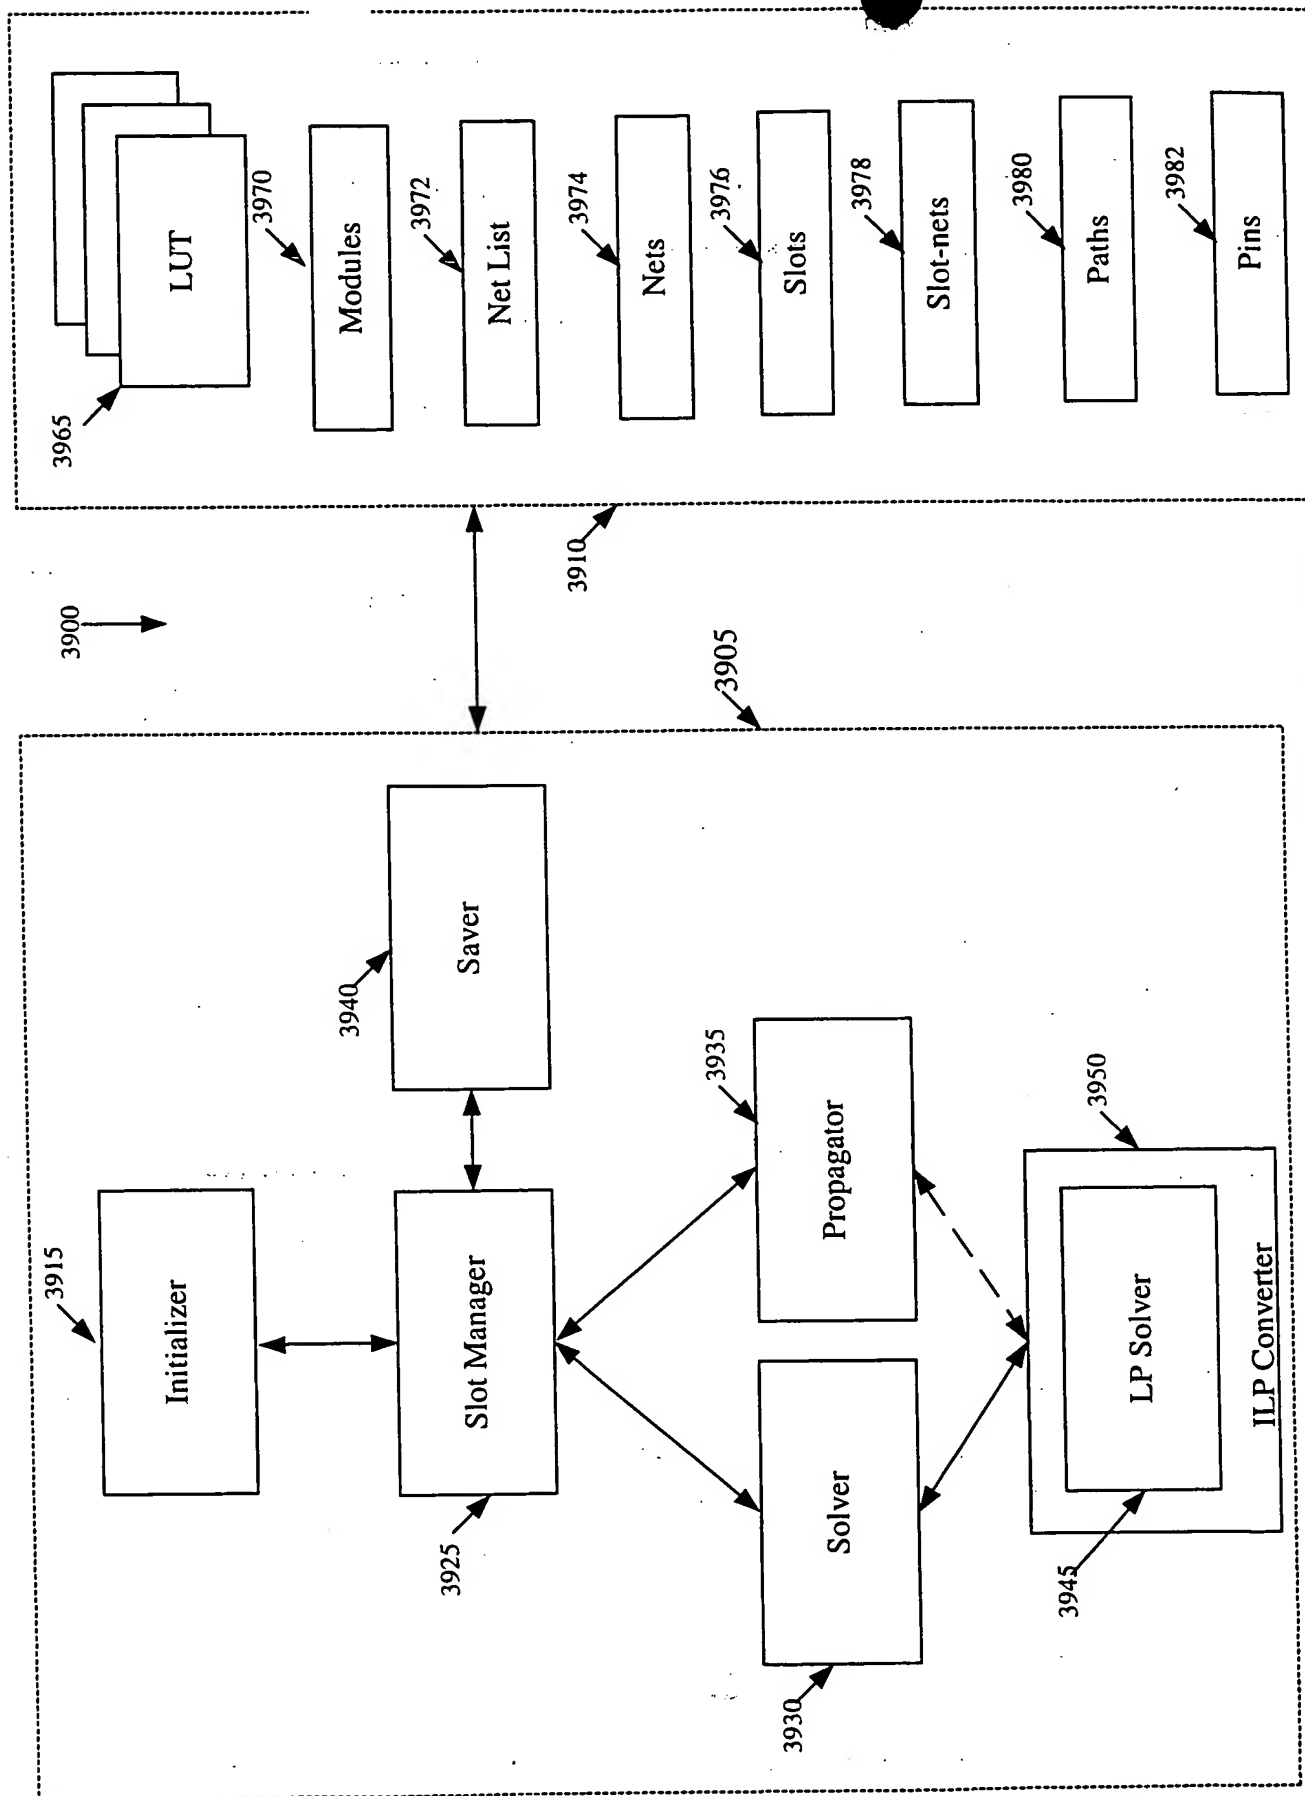 3900
3905
3915
Initializer
3925
Slot Manager
3940
Saver
3930
Solver
3935
Propagator
3945
LP Solver
ILP Converter
3950
3910
3965
LUT
3970
Modules
3972
Net List
3974
Nets
3976
Slots
3978
Slot-nets
3980
Paths
3982
Pins